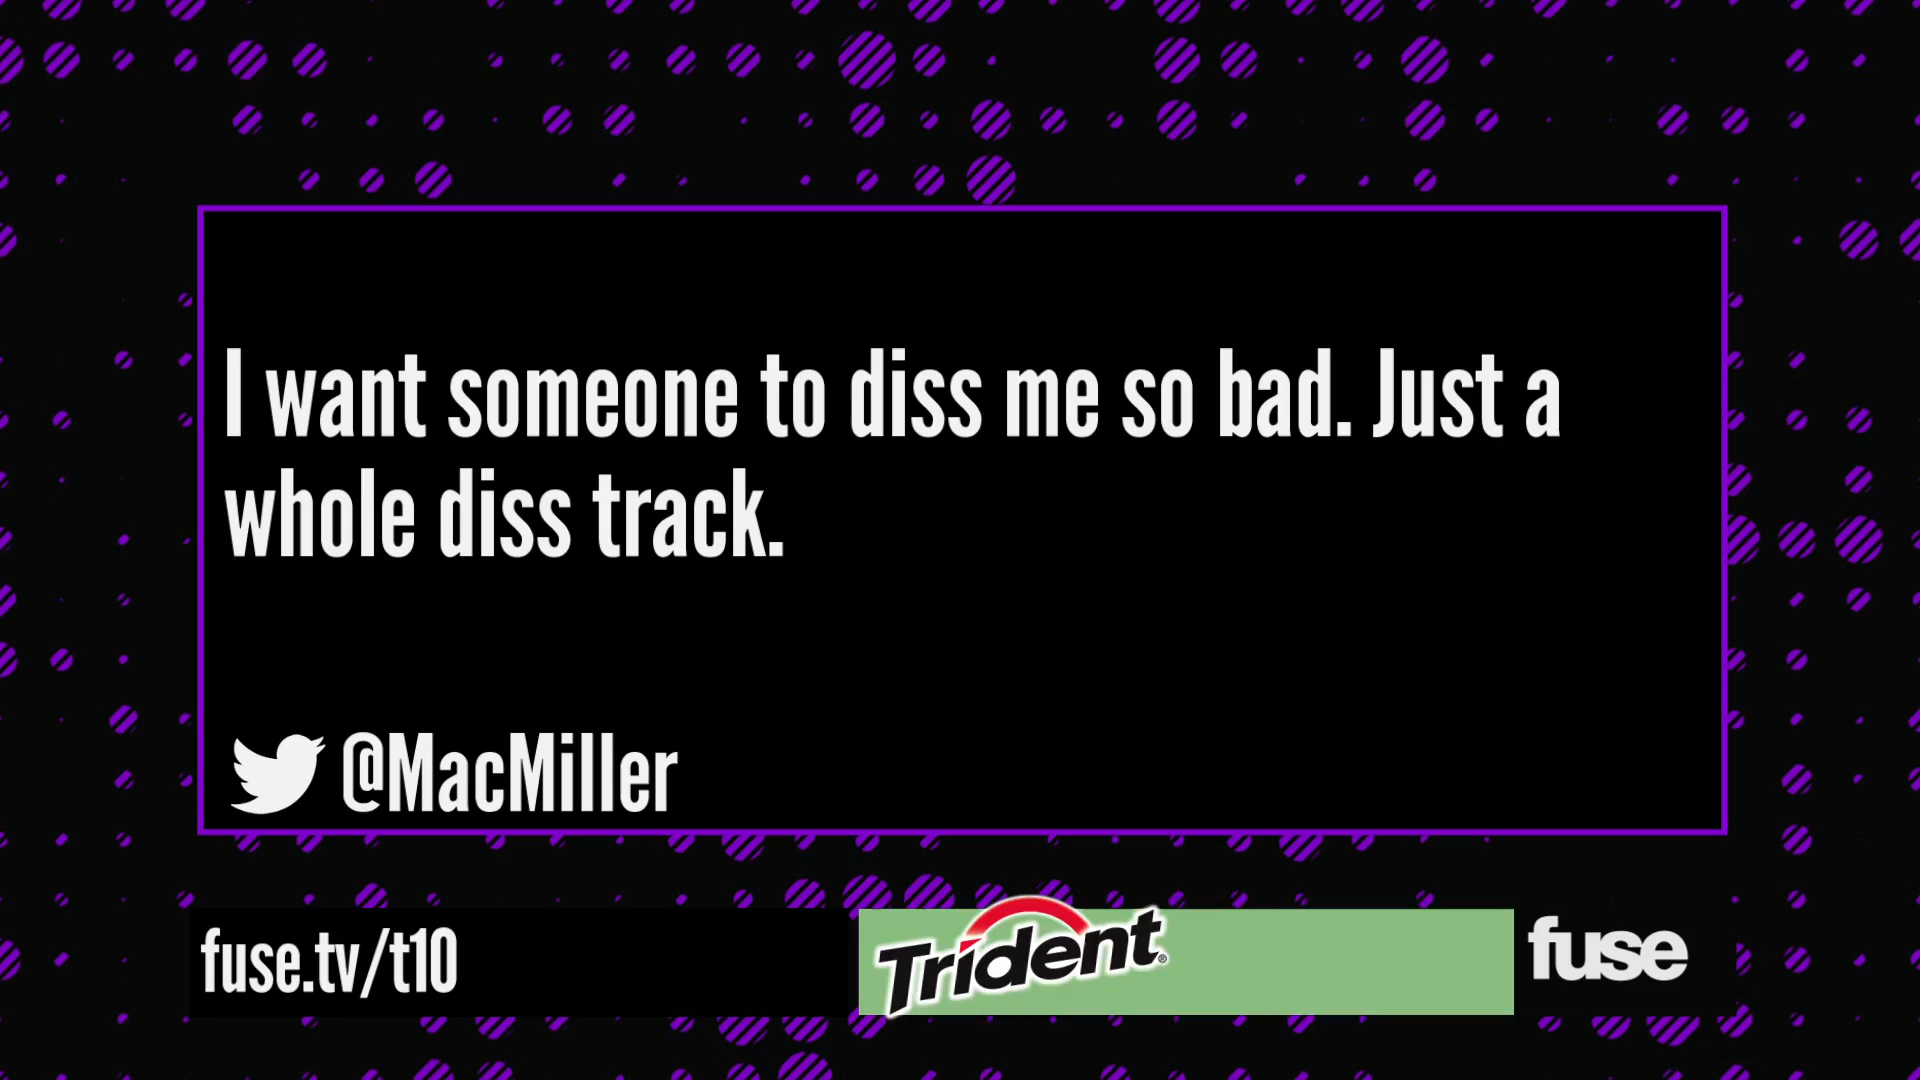 I want someone to diss me so bad. Just a
whole diss track.
@MacMiller
fuse.tv/t10
Trident®
fuse